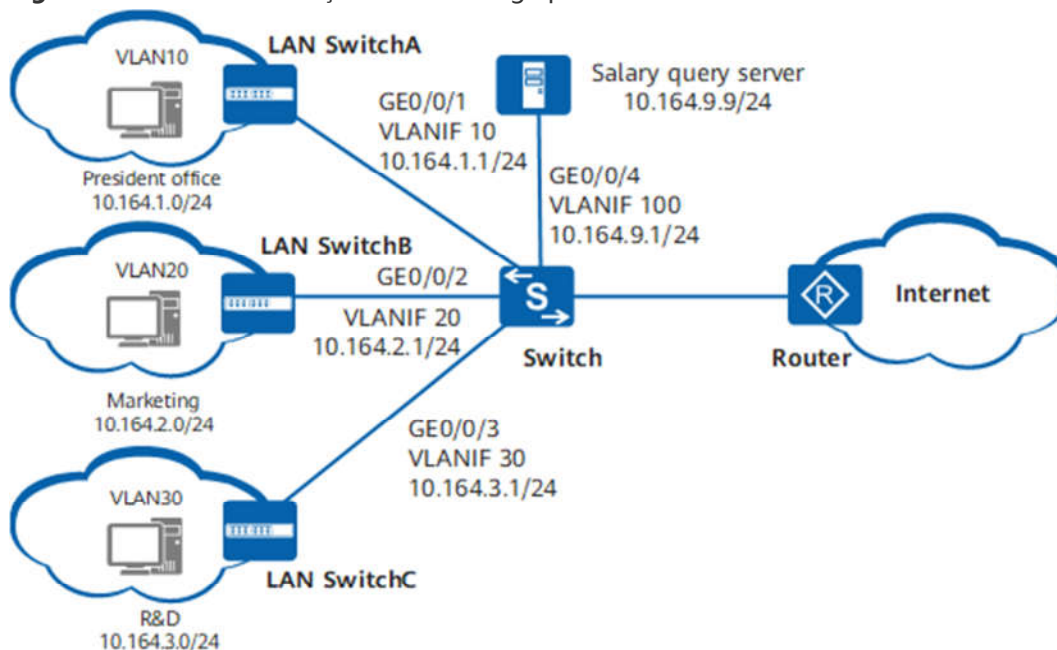 VLAN10
LAN SwitchA
President office
10.164.1.0/24
GE0/0/1
VLANIF 10
10.164.1.1/24
Salary query server
10.164.9.9/24
GE0/0/4
VLANIF 100
10.164.9.1/24
VLAN20
LAN SwitchB
GE0/0/2
VLANIF 20
10.164.2.1/24
Marketing
10.164.2.0/24
S
Switch
R
Router
Internet
GE0/0/3
VLANIF 30
10.164.3.1/24
VLAN30
LAN SwitchC
R&D
10.164.3.0/24